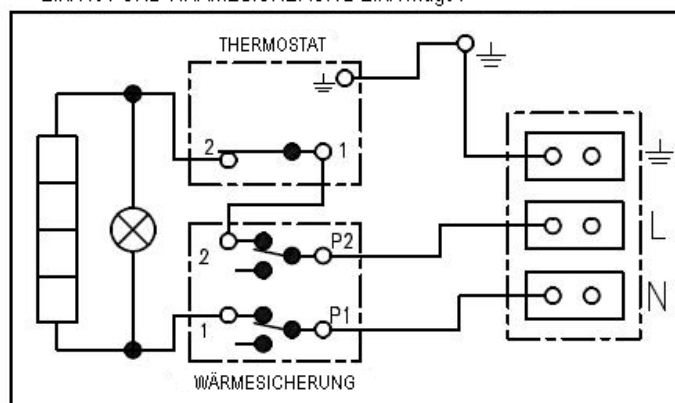 THERMOSTAT
2 1
L
2 P2
N
1 P1
WÄRMESICHERUNG